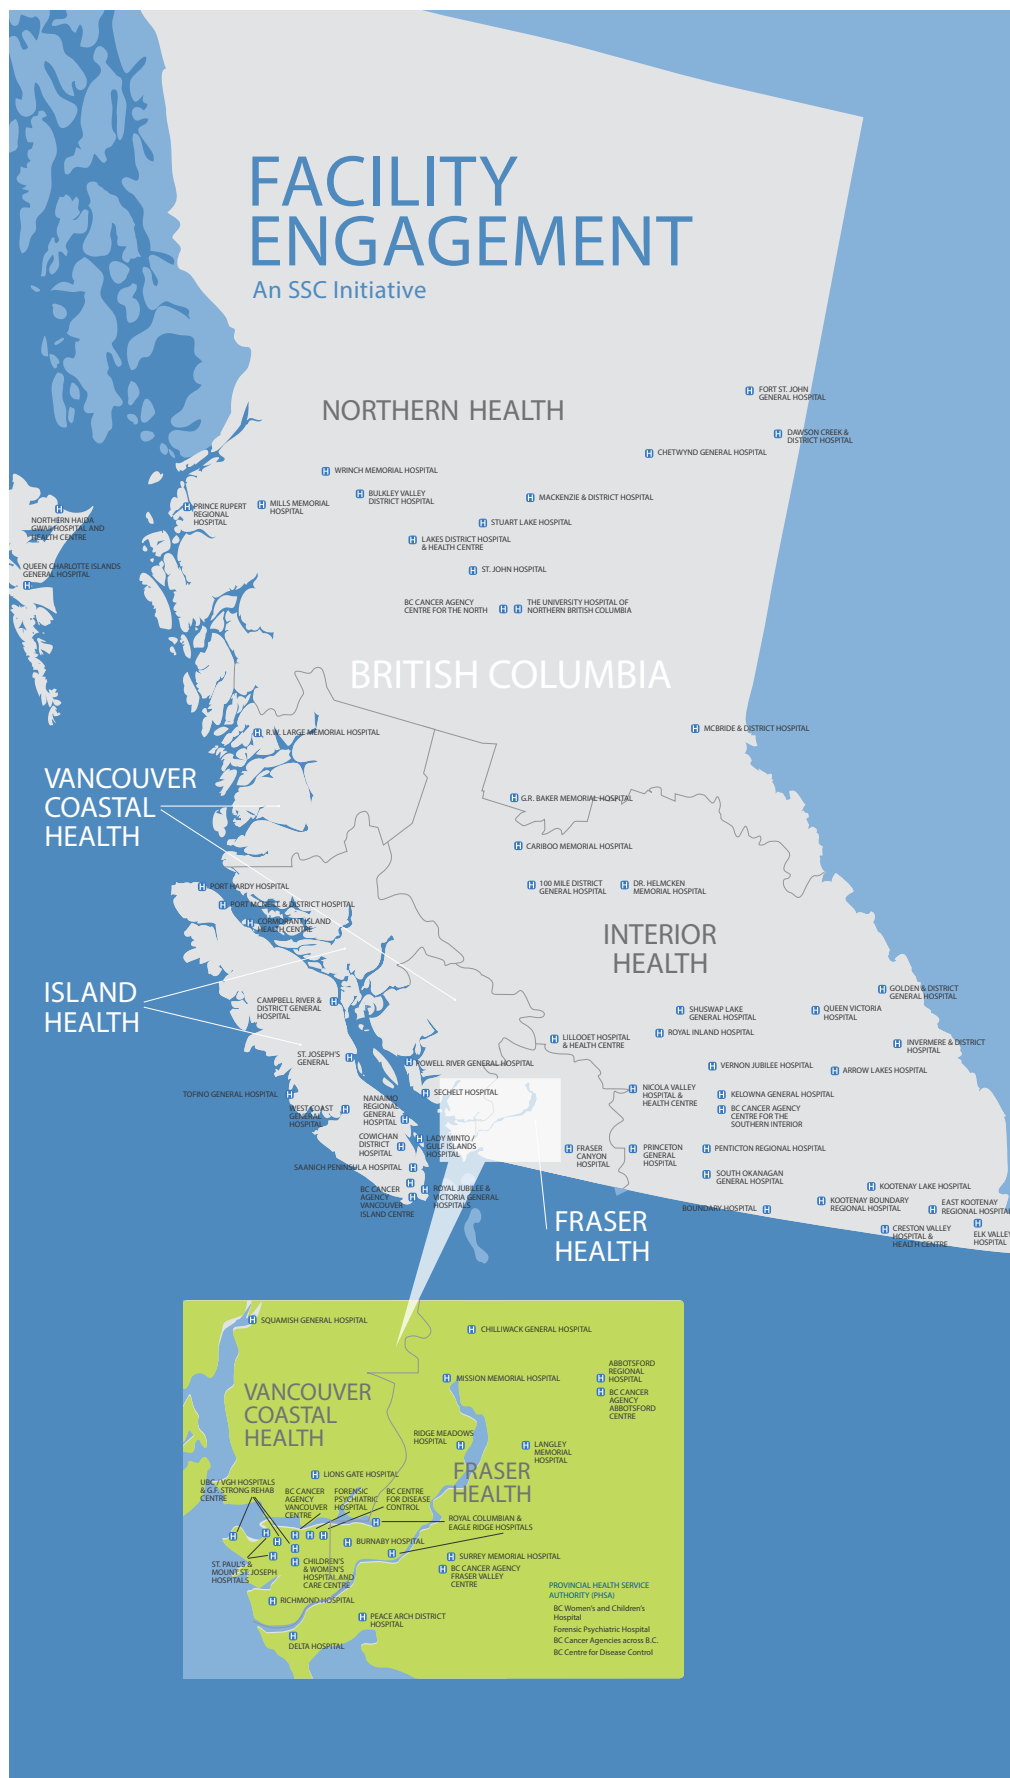 FACILITY
ENGAGEMENT
An SSC Initiative
NORTHERN HEALTH
FORT ST. JOHN
GENERAL HOSPITAL
DAWSON CREEK &
DISTRICT HOSPITAL
CHETWYND GENERAL HOSPITAL
WRINCH MEMORIAL HOSPITAL
BULKLEY VALLEY
DISTRICT HOSPITAL
MACKENZIE & DISTRICT HOSPITAL
PRINCE RUPERT
REGIONAL
HOSPITAL
MILLS MEMORIAL
HOSPITAL
NORTHERN HAIDA
GWAII HOSPITAL AND
HEALTH CENTRE
STUART LAKE HOSPITAL
LAKES DISTRICT HOSPITAL
& HEALTH CENTRE
QUEEN CHARLOTTE ISLANDS
GENERAL HOSPITAL
ST. JOHN HOSPITAL
BC CANCER AGENCY
CENTRE FOR THE NORTH
THE UNIVERSITY HOSPITAL OF
NORTHERN BRITISH COLUMBIA
BRITISH COLUMBIA
R.W. LARGE MEMORIAL HOSPITAL
MCBRIDE & DISTRICT HOSPITAL
VANCOUVER
COASTAL
HEALTH
G.R. BAKER MEMORIAL HOSPITAL
CARIBOO MEMORIAL HOSPITAL
100 MILE DISTRICT
GENERAL HOSPITAL
DR. HELMCKEN
MEMORIAL HOSPITAL
PORT HARDY HOSPITAL
PORT MCNEILL & DISTRICT HOSPITAL
CORMORANT ISLAND
HEALTH CENTRE
INTERIOR
HEALTH
ISLAND
HEALTH
CAMPBELL RIVER &
DISTRICT GENERAL
HOSPITAL
GOLDEN & DISTRICT
GENERAL HOSPITAL
SHUSWAP LAKE
GENERAL HOSPITAL
QUEEN VICTORIA
HOSPITAL
LILLOOET HOSPITAL
& HEALTH CENTRE
ROYAL INLAND HOSPITAL
INVERMERE & DISTRICT
HOSPITAL
ST. JOSEPH'S
GENERAL
POWELL RIVER GENERAL HOSPITAL
VERNON JUBILEE HOSPITAL
ARROW LAKES HOSPITAL
TOFINO GENERAL HOSPITAL
SECHELT HOSPITAL
NICOLA VALLEY
HOSPITAL &
HEALTH CENTRE
KELOWNA GENERAL HOSPITAL
WEST COAST
GENERAL
HOSPITAL
NANAIMO
REGIONAL
GENERAL
HOSPITAL
BC CANCER AGENCY
CENTRE FOR THE
SOUTHERN INTERIOR
COWICHAN
DISTRICT
HOSPITAL
LADY MINTO /
GULF ISLANDS
HOSPITAL
FRASER
CANYON
HOSPITAL
PRINCETON
GENERAL
HOSPITAL
PENTICTON REGIONAL HOSPITAL
SAANICH PENINSULA HOSPITAL
SOUTH OKANAGAN
GENERAL HOSPITAL
BC CANCER
AGENCY
VANCOUVER
ISLAND CENTRE
ROYAL JUBILEE &
VICTORIA GENERAL
HOSPITALS
KOOTENAY LAKE HOSPITAL
BOUNDARY HOSPITAL
KOOTENAY BOUNDARY
REGIONAL HOSPITAL
EAST KOOTENAY
REGIONAL HOSPITAL
CRESTON VALLEY
HOSPITAL &
HEALTH CENTRE
ELK VALLEY
HOSPITAL
FRASER
HEALTH
SQUAMISH GENERAL HOSPITAL
CHILLIWACK GENERAL HOSPITAL
MISSION MEMORIAL HOSPITAL
ABBOTSFORD
REGIONAL
HOSPITAL
BC CANCER
AGENCY
ABBOTSFORD
CENTRE
VANCOUVER
COASTAL
HEALTH
RIDGE MEADOWS
HOSPITAL
LANGLEY
MEMORIAL
HOSPITAL
FRASER
HEALTH
LIONS GATE HOSPITAL
UBC / VGH HOSPITALS
& G.F. STRONG REHAB
CENTRE
BC CANCER
AGENCY
VANCOUVER
CENTRE
FORENSIC
PSYCHIATRIC
HOSPITAL
BC CENTRE
FOR DISEASE
CONTROL
ROYAL COLUMBIAN &
EAGLE RIDGE HOSPITALS
BURNABY HOSPITAL
ST. PAUL'S &
MOUNT ST. JOSEPH
HOSPITALS
CHILDREN'S
& WOMEN'S
HOSPITAL AND
CARE CENTRE
SURREY MEMORIAL HOSPITAL
BC CANCER AGENCY
FRASER VALLEY
CENTRE
RICHMOND HOSPITAL
PEACE ARCH DISTRICT
HOSPITAL
DELTA HOSPITAL
PROVINCIAL HEALTH SERVICE
AUTHORITY (PHSA)
BC Women's and Children's
Hospital
Forensic Psychiatric Hospital
BC Cancer Agencies across B.C.
BC Centre for Disease Control